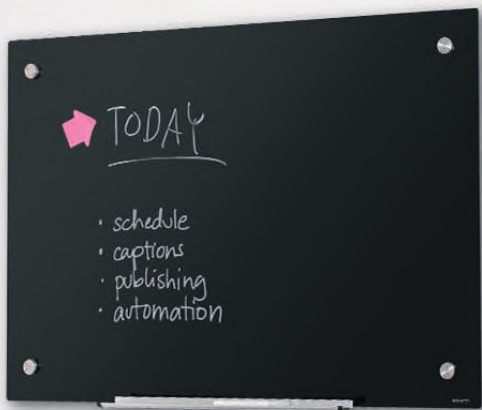 TODAY
· schedule
· captions
· publishing
· automation